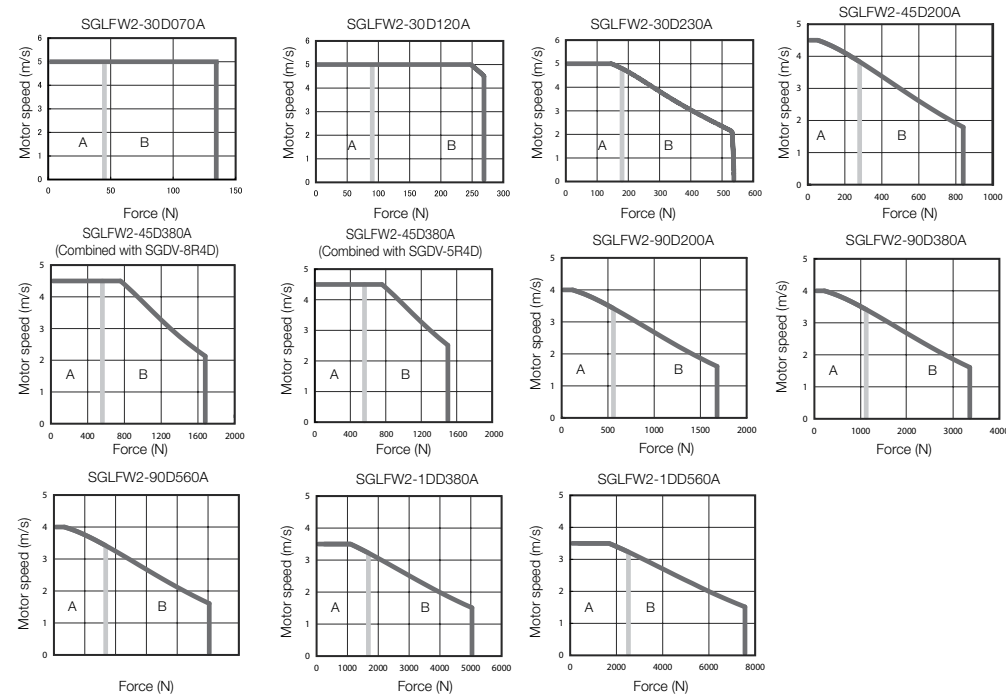 SGLFW2-30D070A
6
5
4
3
2
1
0
Motor speed (m/s)
A
B
0 50 100 150
Force (N)
SGLFW2-30D120A
6
5
4
3
2
1
0
Motor speed (m/s)
A
B
0 50 100 150 200 250 300
Force (N)
SGLFW2-30D230A
6
5
4
3
2
1
0
Motor speed (m/s)
A
B
0 100 200 300 400 500 600
Force (N)
SGLFW2-45D200A
5
4
3
2
1
0
Motor speed (m/s)
A
B
0 200 400 600 800 1000
Force (N)
SGLFW2-45D380A
(Combined with SGDV-8R4D)
5
4
3
2
1
0
Motor speed (m/s)
A
B
0 400 800 1200 1600 2000
Force (N)
SGLFW2-45D380A
(Combined with SGDV-5R4D)
5
4
3
2
1
0
Motor speed (m/s)
A
B
0 400 800 1200 1600 2000
Force (N)
SGLFW2-90D200A
5
4
3
2
1
0
Motor speed (m/s)
A
B
0 500 1000 1500 2000
Force (N)
SGLFW2-90D380A
5
4
3
2
1
0
Motor speed (m/s)
A
B
0 1000 2000 3000 4000
Force (N)
SGLFW2-90D560A
5
4
3
2
1
0
Motor speed (m/s)
A
B
Force (N)
SGLFW2-1DD380A
5
4
3
2
1
0
Motor speed (m/s)
A
B
0 1000 2000 3000 4000 5000 6000
Force (N)
SGLFW2-1DD560A
5
4
3
2
1
0
Motor speed (m/s)
A
B
0 2000 4000 6000 8000
Force (N)